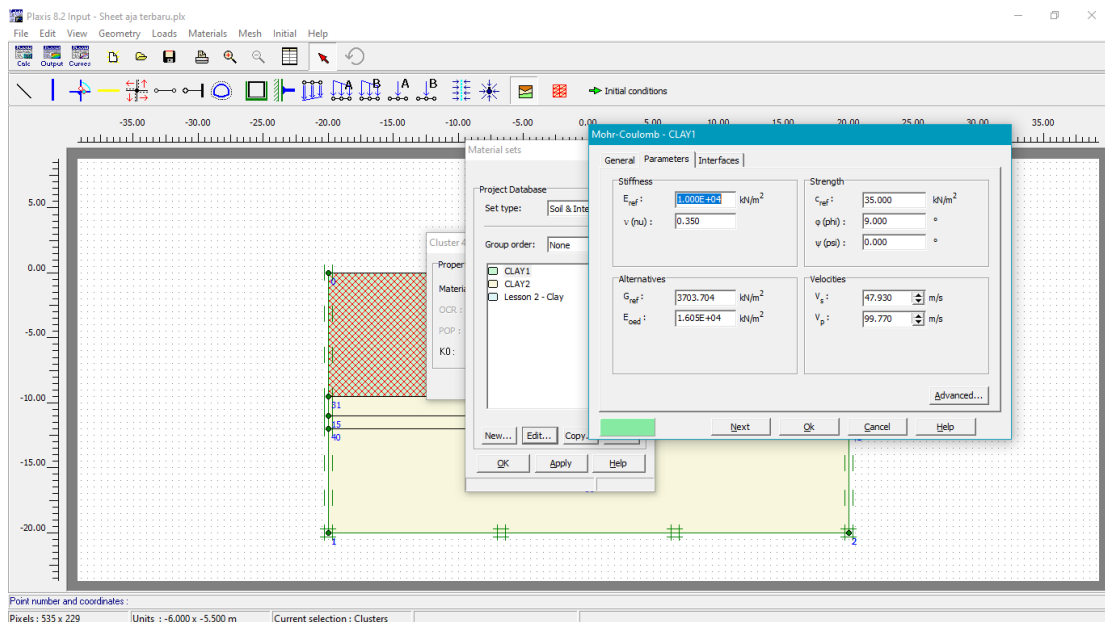 Plaxis 8.2 Input - Sheet aja terbaru.plx
File Edit View Geometry Loads Materials Mesh Initial Help
Calc Output Curves
A B A B Initial conditions
-35.00 -30.00 -25.00 -20.00 -15.00 -10.00 -5.00 0.00 5.00 10.00 15.00 20.00 25.00 30.00 35.00
Mohr-Coulomb - CLAY1
Material sets
General Parameters Interfaces
Project Database
Set type: Soil & Inte
Group order: None
CLAY1
CLAY2
Lesson 2 - Clay
New... Edit... Copy.
OK Apply Help
Stiffness
E ref : 1.000E+04 kN/m²
ν (nu) : 0.350
Strength
c ref : 35.000 kN/m²
φ (phi) : 9.000 °
ψ (psi) : 0.000 °
Alternatives
G ref : 3703.704 kN/m²
E oed : 1.605E+04 kN/m²
Velocities
V s : 47.930 m/s
V p : 99.770 m/s
Advanced...
Next Ok Cancel Help
Cluster 4
Proper
Materia
OCR :
POP :
K0 :
5.00
0.00
-5.00
-10.00
-15.00
-20.00
0
31
15
40
1
2
Point number and coordinates :
Pixels : 535 x 229 Units : -6.000 x -5.500 m Current selection : Clusters